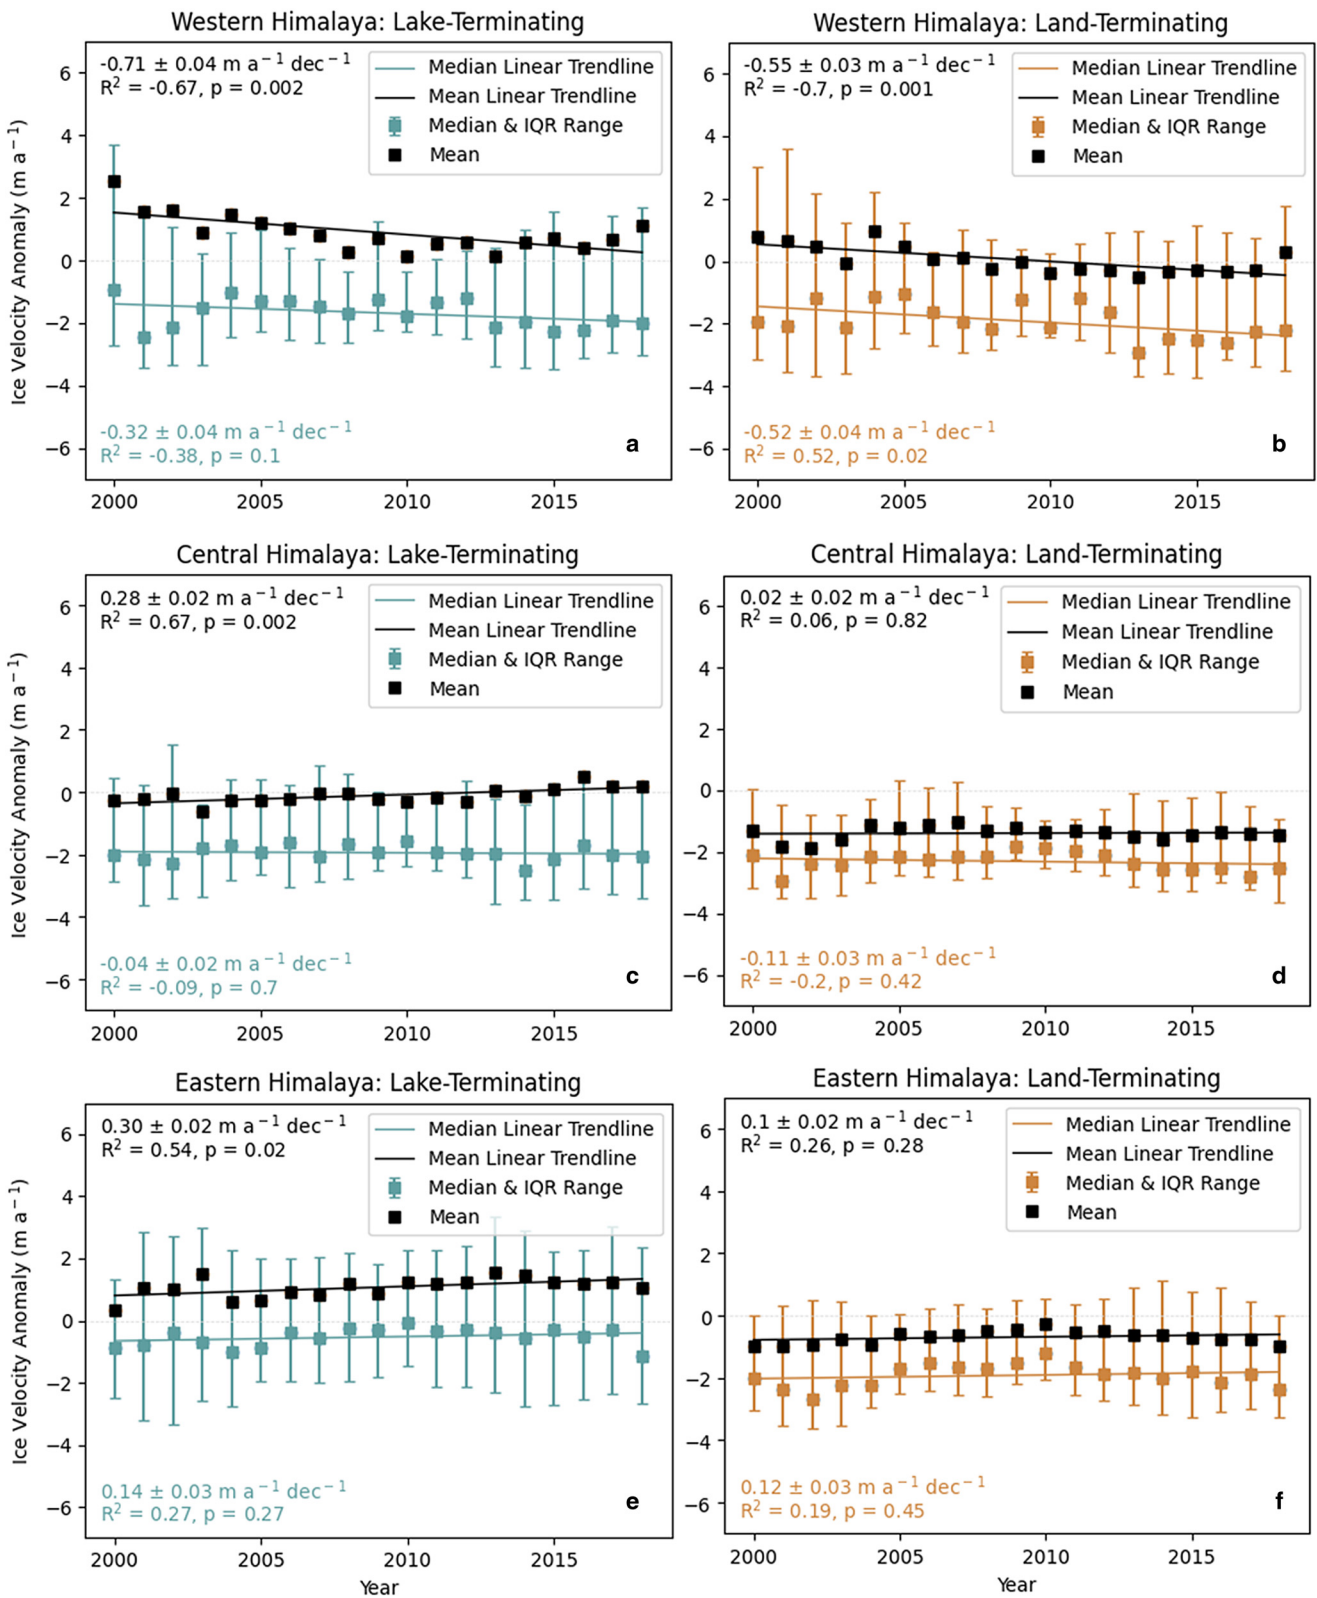 Western Himalaya: Lake-Terminating
-0.71 ± 0.04 m a⁻¹ dec⁻¹
R² = -0.67, p = 0.002
Median Linear Trendline
Mean Linear Trendline
Median & IQR Range
Mean
Ice Velocity Anomaly (m a⁻¹)
6
4
2
0
−2
−4
−6
-0.32 ± 0.04 m a⁻¹ dec⁻¹
R² = -0.38, p = 0.1
a
2000 2005 2010 2015
Western Himalaya: Land-Terminating
-0.55 ± 0.03 m a⁻¹ dec⁻¹
R² = -0.7, p = 0.001
Median Linear Trendline
Mean Linear Trendline
Median & IQR Range
Mean
6
4
2
0
−2
−4
−6
-0.52 ± 0.04 m a⁻¹ dec⁻¹
R² = 0.52, p = 0.02
b
2000 2005 2010 2015
Central Himalaya: Lake-Terminating
0.28 ± 0.02 m a⁻¹ dec⁻¹
R² = 0.67, p = 0.002
Median Linear Trendline
Mean Linear Trendline
Median & IQR Range
Mean
Ice Velocity Anomaly (m a⁻¹)
6
4
2
0
−2
−4
−6
-0.04 ± 0.02 m a⁻¹ dec⁻¹
R² = -0.09, p = 0.7
c
2000 2005 2010 2015
Central Himalaya: Land-Terminating
0.02 ± 0.02 m a⁻¹ dec⁻¹
R² = 0.06, p = 0.82
Median Linear Trendline
Mean Linear Trendline
Median & IQR Range
Mean
6
4
2
0
−2
−4
−6
-0.11 ± 0.03 m a⁻¹ dec⁻¹
R² = -0.2, p = 0.42
d
2000 2005 2010 2015
Eastern Himalaya: Lake-Terminating
0.30 ± 0.02 m a⁻¹ dec⁻¹
R² = 0.54, p = 0.02
Median Linear Trendline
Mean Linear Trendline
Median & IQR Range
Mean
Ice Velocity Anomaly (m a⁻¹)
6
4
2
0
−2
−4
−6
0.14 ± 0.03 m a⁻¹ dec⁻¹
R² = 0.27, p = 0.27
e
2000 2005 2010 2015
Year
Eastern Himalaya: Land-Terminating
0.1 ± 0.02 m a⁻¹ dec⁻¹
R² = 0.26, p = 0.28
Median Linear Trendline
Mean Linear Trendline
Median & IQR Range
Mean
6
4
2
0
−2
−4
−6
0.12 ± 0.03 m a⁻¹ dec⁻¹
R² = 0.19, p = 0.45
f
2000 2005 2010 2015
Year